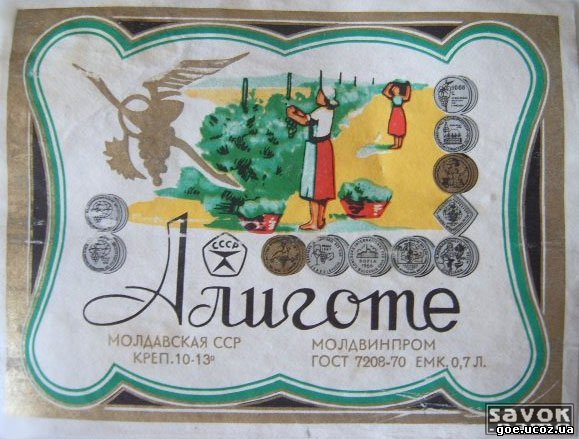 СССР
Алиготе
МОЛДАВСКАЯ ССР
КРЕП. 10-13°
МОЛДВИНПРОМ
ГОСТ 7208-70 ЕМК. 0,7 Л.
SAVOK
-goe.ucoz.ua